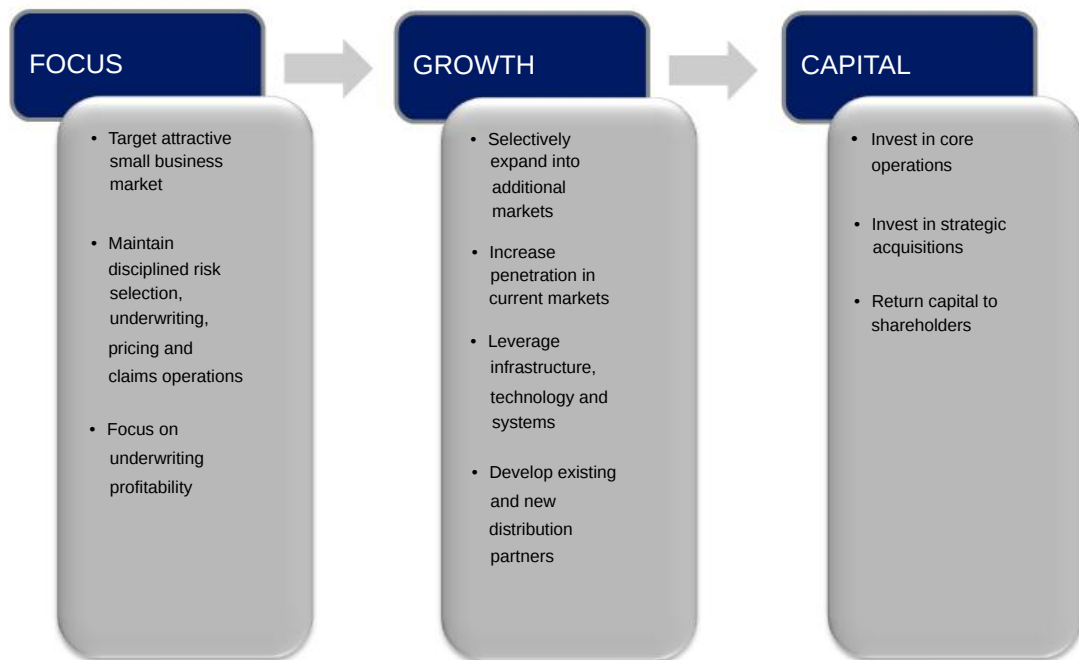 FOCUS
• Target attractive
small business
market
• Maintain
disciplined risk
selection,
underwriting,
pricing and
claims operations
• Focus on
underwriting
profitability
GROWTH
• Selectively
expand into
additional
markets
• Increase
penetration in
current markets
• Leverage
infrastructure,
technology and
systems
• Develop existing
and new
distribution
partners
CAPITAL
• Invest in core
operations
• Invest in strategic
acquisitions
• Return capital to
shareholders